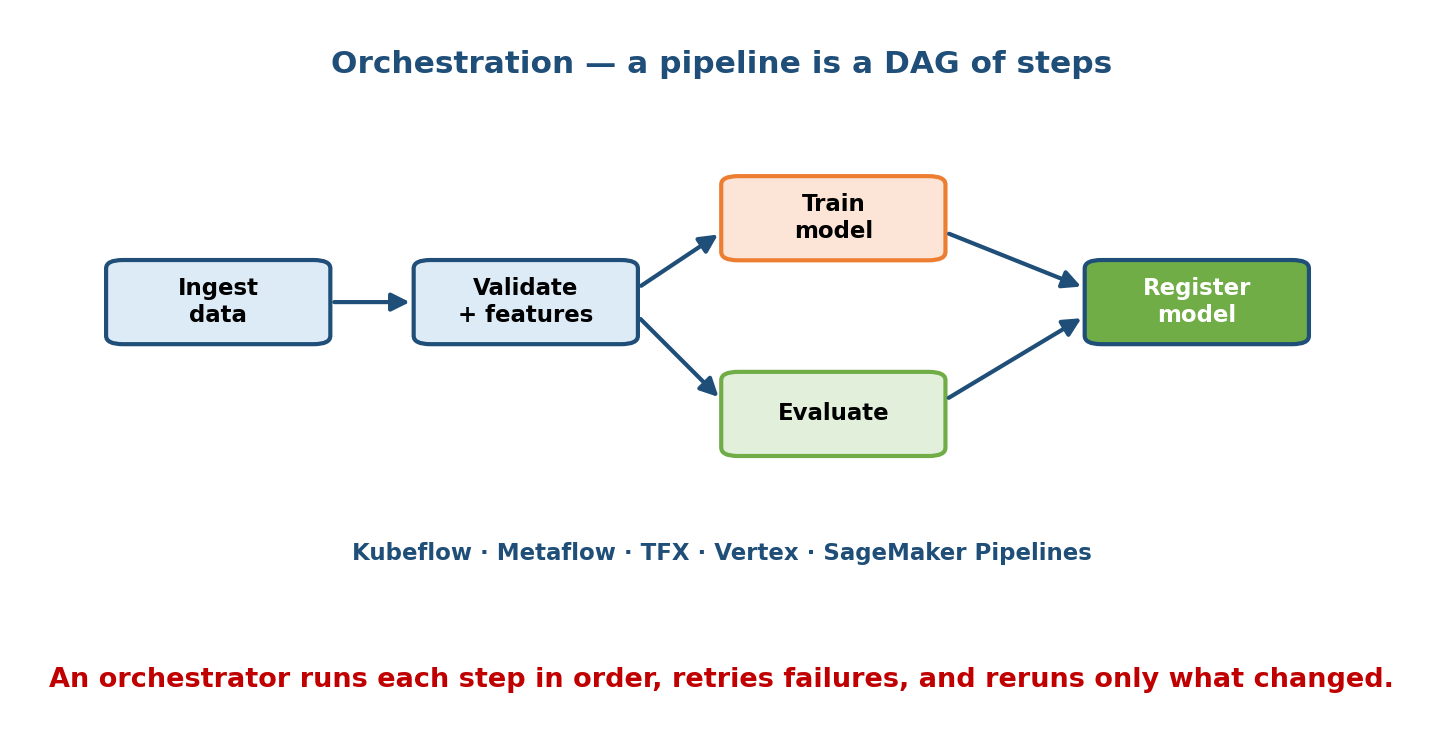 Orchestration — a pipeline is a DAG of steps
Train
model
Ingest
data
Validate
+ features
Register
model
Evaluate
Kubeflow · Metaflow · TFX · Vertex · SageMaker Pipelines
An orchestrator runs each step in order, retries failures, and reruns only what changed.